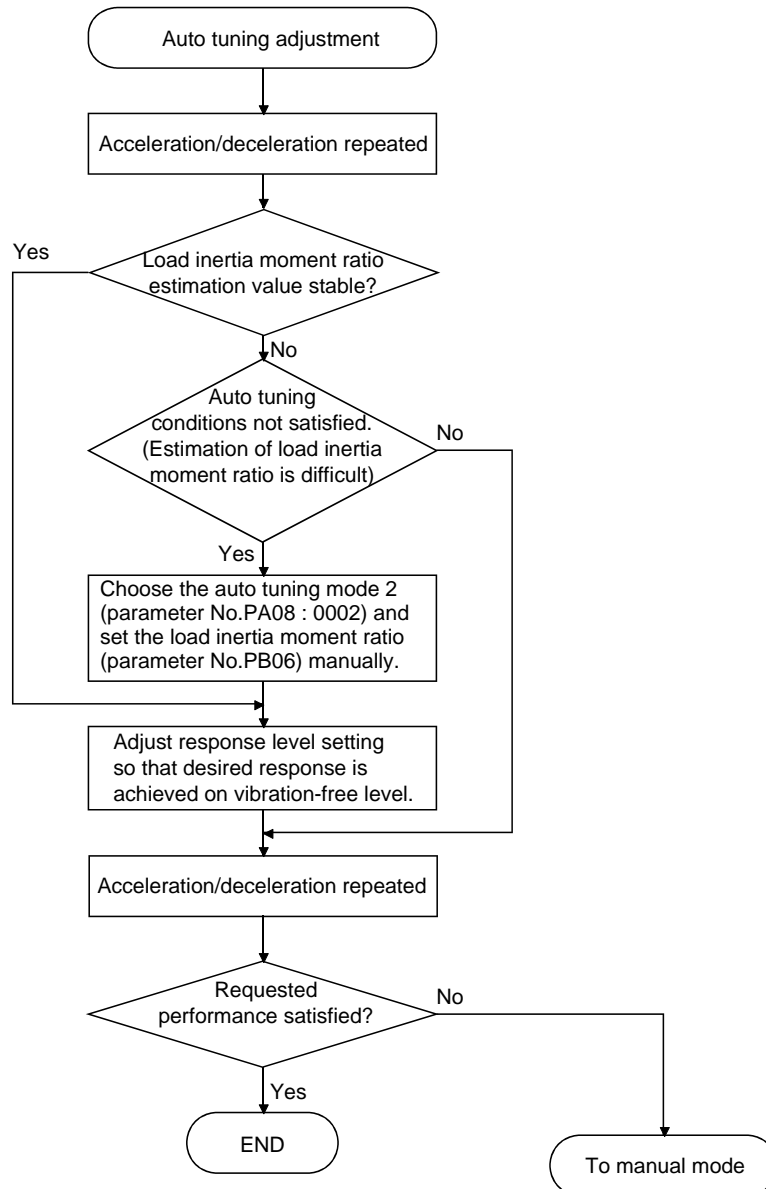 Auto tuning adjustment
Acceleration/deceleration repeated
Yes
Load inertia moment ratio
estimation value stable?
No
Auto tuning
conditions not satisfied.
(Estimation of load inertia
moment ratio is difficult)
No
Yes
Choose the auto tuning mode 2
(parameter No.PA08 : 0002) and
set the load inertia moment ratio
(parameter No.PB06) manually.
Adjust response level setting
so that desired response is
achieved on vibration-free level.
Acceleration/deceleration repeated
Requested
performance satisfied?
No
Yes
END
To manual mode